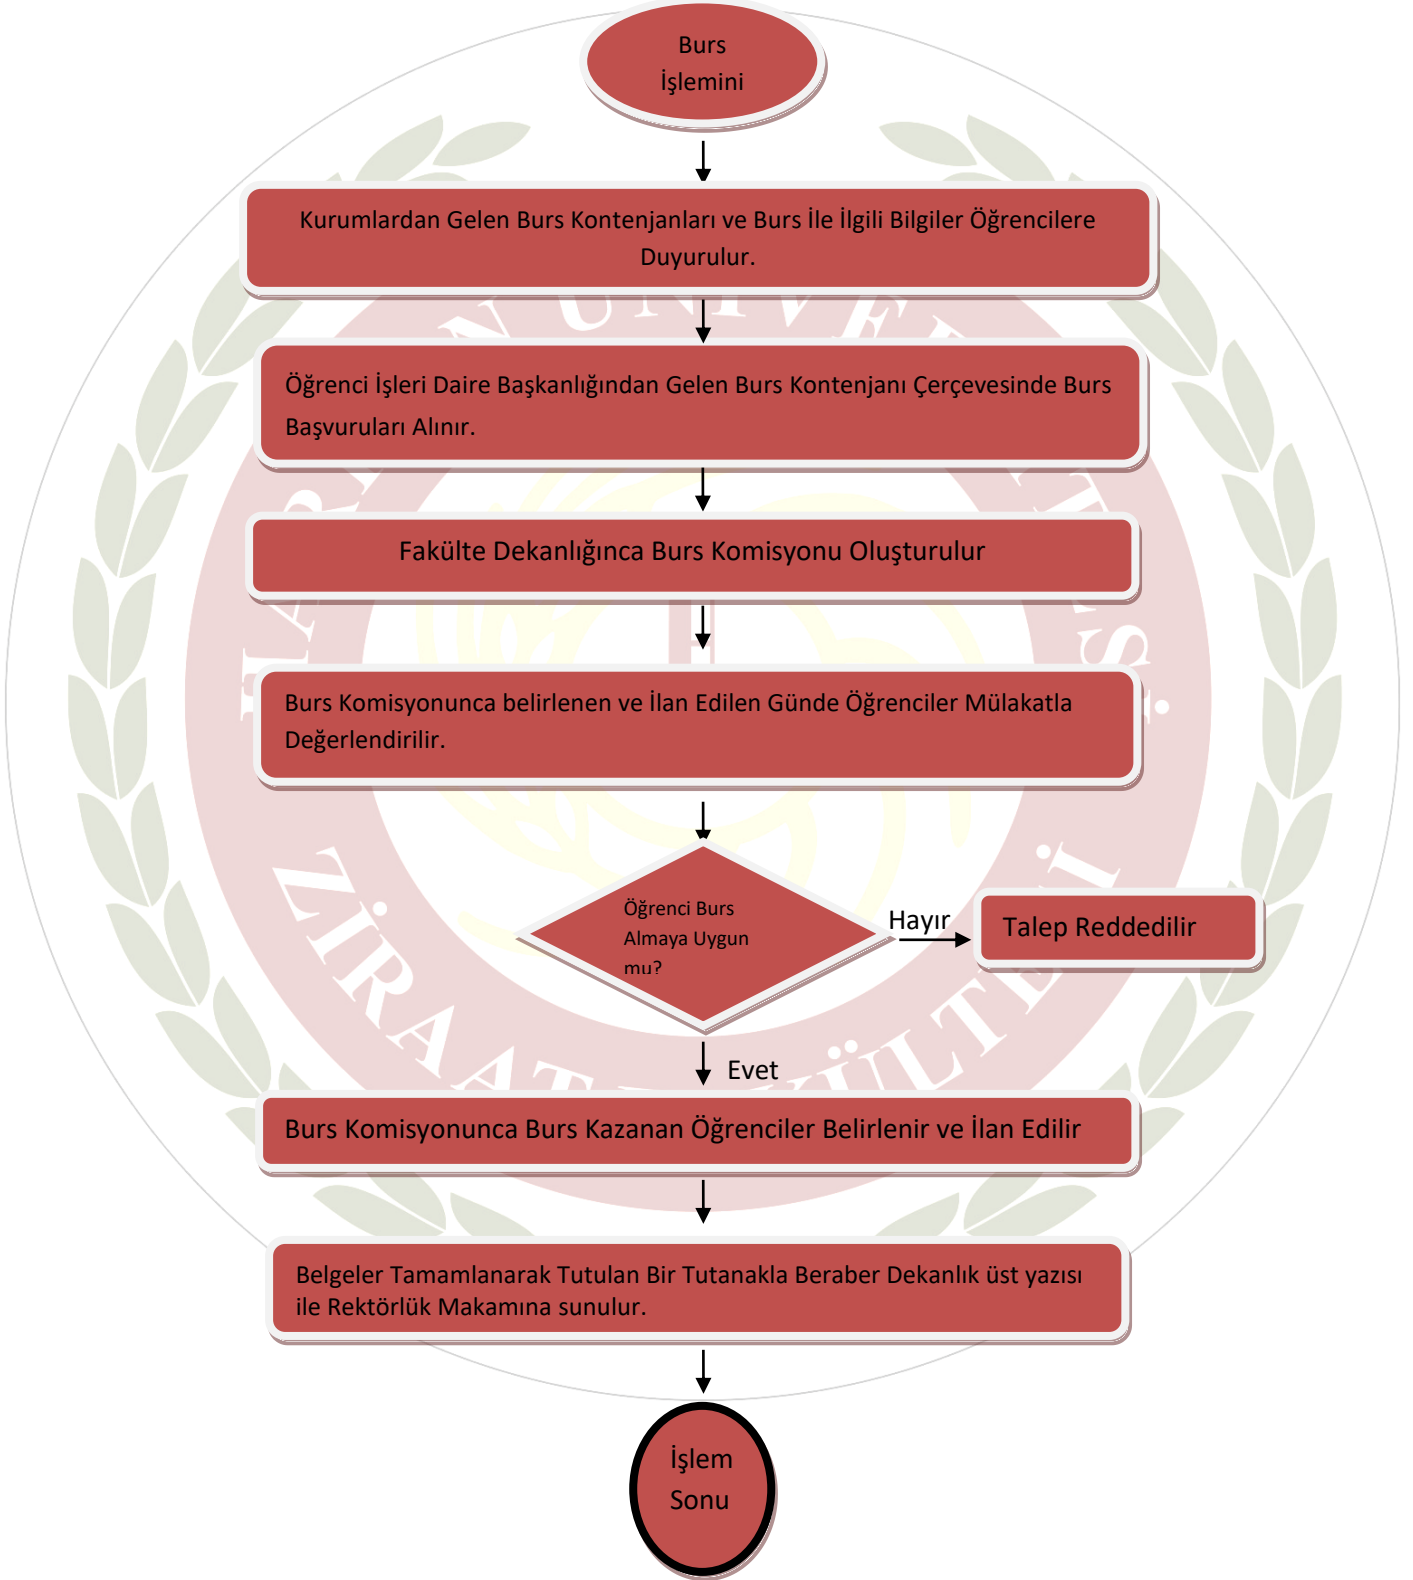 Burs
İşlemini
Kurumlardan Gelen Burs Kontenjanları ve Burs İle İlgili Bilgiler Öğrencilere
Duyurulur.
Öğrenci İşleri Daire Başkanlığından Gelen Burs Kontenjanı Çerçevesinde Burs
Başvuruları Alınır.
Fakülte Dekanlığınca Burs Komisyonu Oluşturulur
Burs Komisyonunca belirlenen ve İlan Edilen Günde Öğrenciler Mülakatla
Değerlendirilir.
Öğrenci Burs
Almaya Uygun
mu?
Hayır
Talep Reddedilir
Evet
Burs Komisyonunca Burs Kazanan Öğrenciler Belirlenir ve İlan Edilir
Belgeler Tamamlanarak Tutulan Bir Tutanakla Beraber Dekanlık üst yazısı
ile Rektörlük Makamına sunulur.
İşlem
Sonu